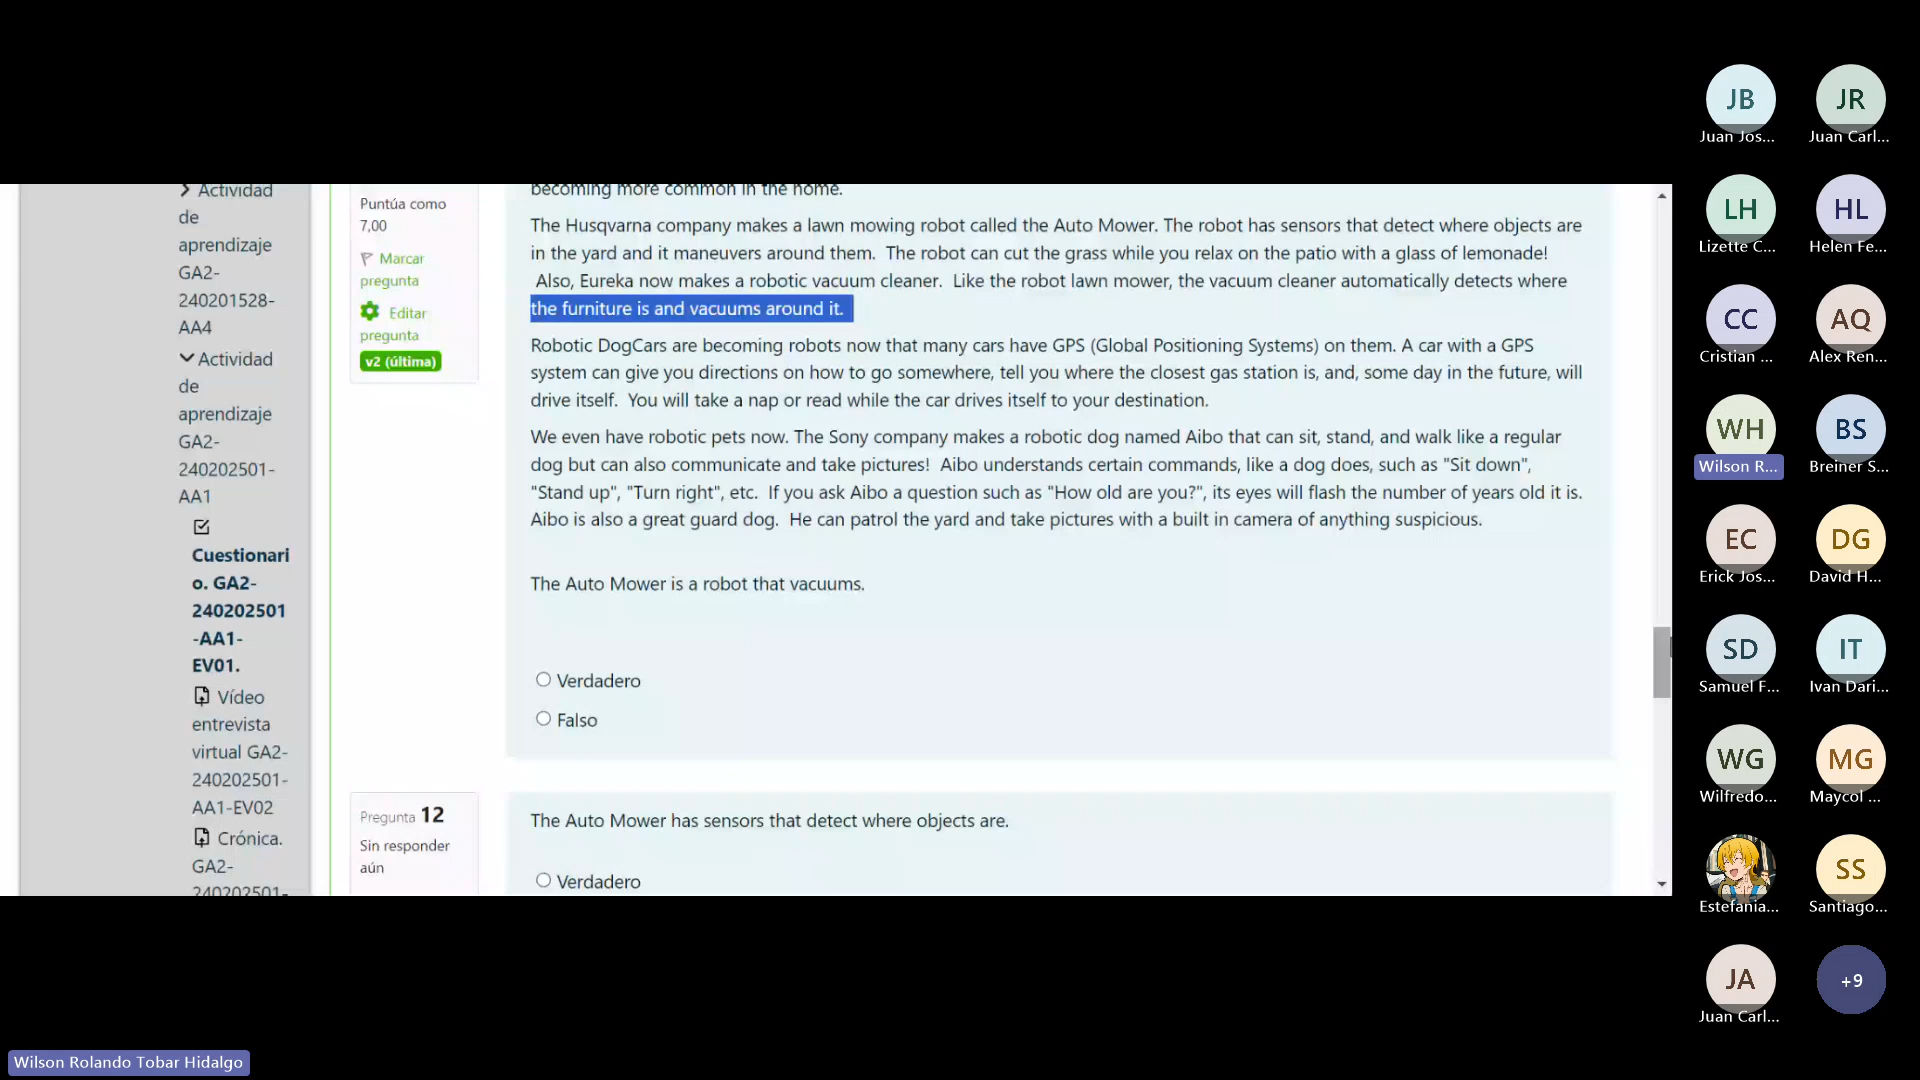 Actividad
de
aprendizaje
GA2-
240201528-
AA4
Actividad
de
aprendizaje
GA2-
240202501-
AA1
Cuestionari
o. GA2-
240202501
-AA1-
EV01.
Vídeo
entrevista
virtual GA2-
240202501-
AA1-EV02
Crónica.
GA2-
240202501-
Puntúa como
7,00
Marcar
pregunta
Editar
pregunta
v2 (última)
becoming more common in the home.
The Husqvarna company makes a lawn mowing robot called the Auto Mower. The robot has sensors that detect where objects are
in the yard and it maneuvers around them. The robot can cut the grass while you relax on the patio with a glass of lemonade!
Also, Eureka now makes a robotic vacuum cleaner. Like the robot lawn mower, the vacuum cleaner automatically detects where
the furniture is and vacuums around it.
Robotic DogCars are becoming robots now that many cars have GPS (Global Positioning Systems) on them. A car with a GPS
system can give you directions on how to go somewhere, tell you where the closest gas station is, and, some day in the future, will
drive itself. You will take a nap or read while the car drives itself to your destination.
We even have robotic pets now. The Sony company makes a robotic dog named Aibo that can sit, stand, and walk like a regular
dog but can also communicate and take pictures! Aibo understands certain commands, like a dog does, such as "Sit down",
"Stand up", "Turn right", etc. If you ask Aibo a question such as "How old are you?", its eyes will flash the number of years old it is.
Aibo is also a great guard dog. He can patrol the yard and take pictures with a built in camera of anything suspicious.
The Auto Mower is a robot that vacuums.
Verdadero
Falso
Pregunta 12
Sin responder
aún
The Auto Mower has sensors that detect where objects are.
Verdadero
JB
Juan Jos...
JR
Juan Carl...
LH
Lizette C...
HL
Helen Fe...
CC
Cristian ...
AQ
Alex Ren...
WH
Wilson R...
BS
Breiner S...
EC
Erick Jos...
DG
David H...
SD
Samuel F...
IT
Ivan Dari...
WG
Wilfredo...
MG
Maycol ...
Estefania...
SS
Santiago...
JA
Juan Carl...
+9
Wilson Rolando Tobar Hidalgo